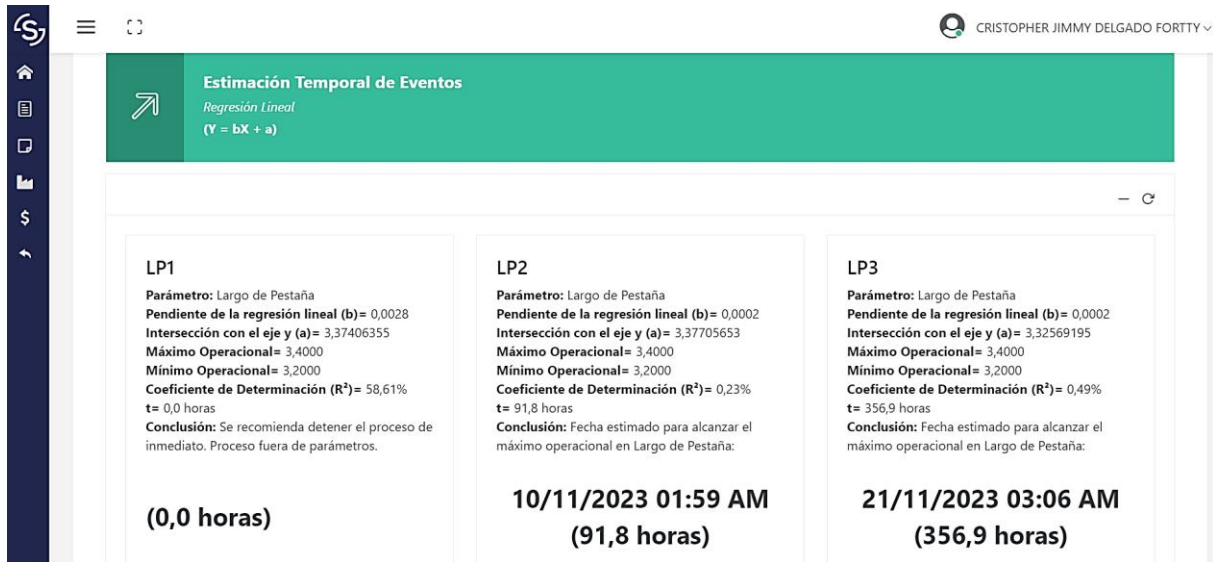 CRISTOPHER JIMMY DELGADO FORTTY
Estimación Temporal de Eventos
Regresión Lineal
(Y = bX + a)
LP1
Parámetro: Largo de Pestaña
Pendiente de la regresión lineal (b)= 0,0028
Intersección con el eje y (a)= 3,37406355
Máximo Operacional= 3,4000
Mínimo Operacional= 3,2000
Coeficiente de Determinación (R²)= 58,61%
t= 0,0 horas
Conclusión: Se recomienda detener el proceso de
inmediato. Proceso fuera de parámetros.
(0,0 horas)
LP2
Parámetro: Largo de Pestaña
Pendiente de la regresión lineal (b)= 0,0002
Intersección con el eje y (a)= 3,37705653
Máximo Operacional= 3,4000
Mínimo Operacional= 3,2000
Coeficiente de Determinación (R²)= 0,23%
t= 91,8 horas
Conclusión: Fecha estimado para alcanzar el
máximo operacional en Largo de Pestaña:
10/11/2023 01:59 AM
(91,8 horas)
LP3
Parámetro: Largo de Pestaña
Pendiente de la regresión lineal (b)= 0,0002
Intersección con el eje y (a)= 3,32569195
Máximo Operacional= 3,4000
Mínimo Operacional= 3,2000
Coeficiente de Determinación (R²)= 0,49%
t= 356,9 horas
Conclusión: Fecha estimado para alcanzar el
máximo operacional en Largo de Pestaña:
21/11/2023 03:06 AM
(356,9 horas)